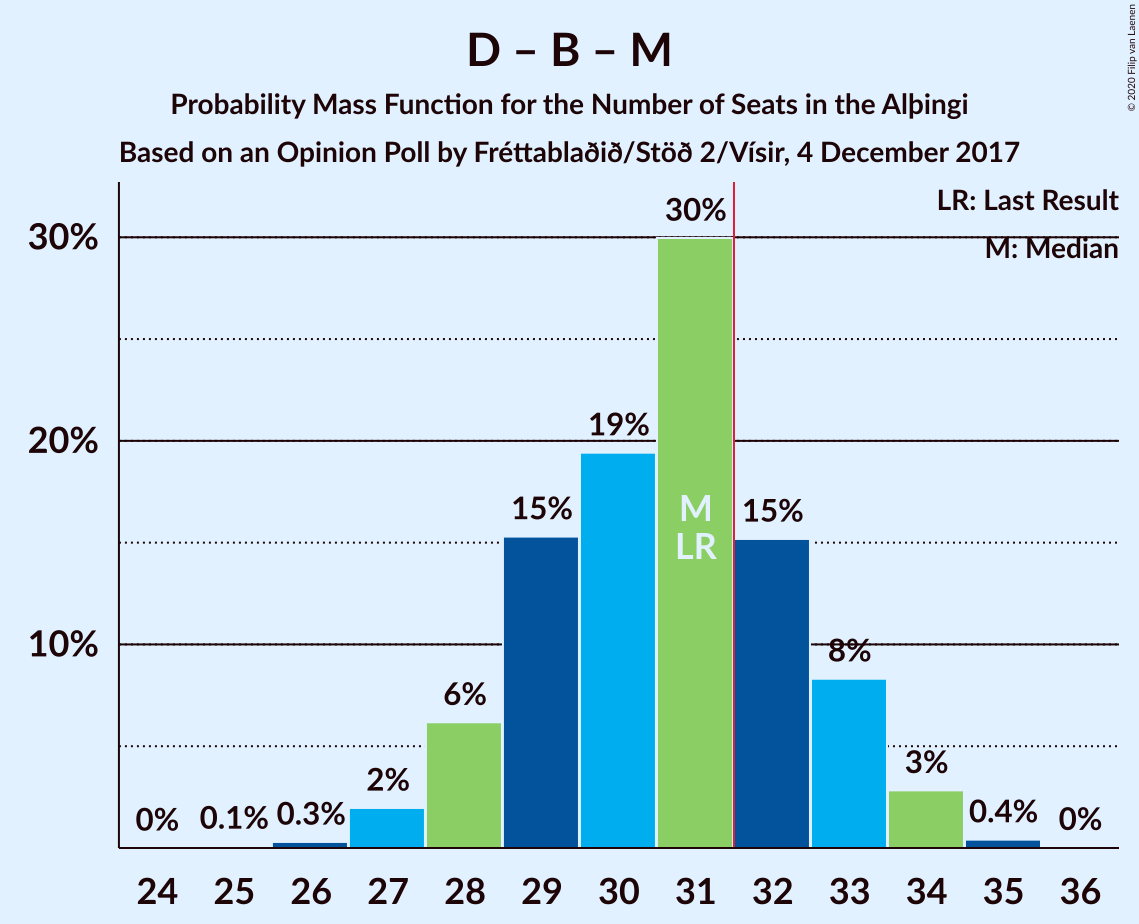 D – B – M
Probability Mass Function for the Number of Seats in the Alþingi
Based on an Opinion Poll by Fréttablaðið/Stöð 2/Vísir, 4 December 2017
© 2020 Filip van Laenen
LR: Last Result
M: Median
30%
20%
10%
0%
0.1%
0.3%
2%
6%
15%
19%
30%
M
LR
15%
8%
3%
0.4%
0%
24 25 26 27 28 29 30 31 32 33 34 35 36